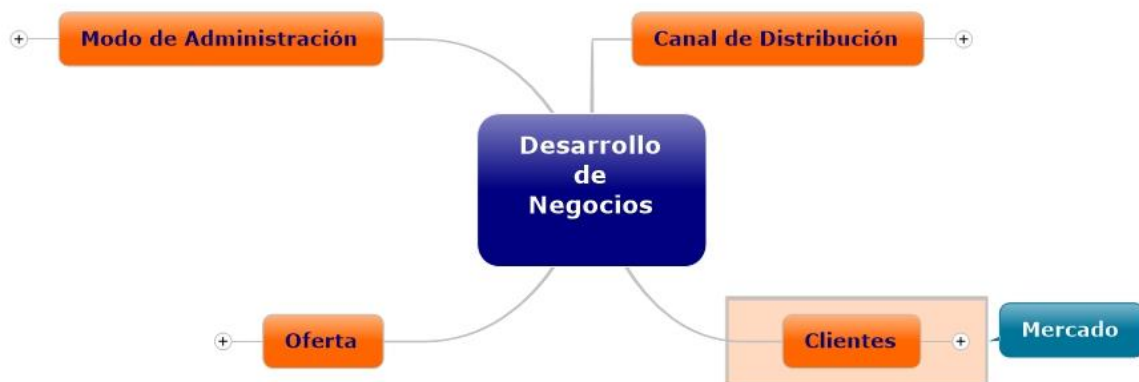 Modo de Administración
Canal de Distribución
Desarrollo
de
Negocios
Oferta
Clientes
Mercado